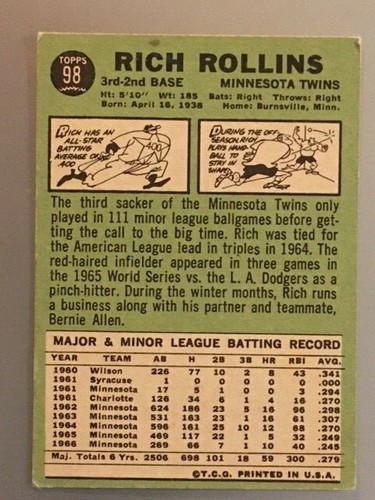 TOPPS
98
RICH ROLLINS
3rd-2nd BASE MINNESOTA TWINS
Ht: 5'10" Wt: 185 Bats: Right Throws: Right
Born: April 16, 1938 Home: Burnsville, Minn.
RICH HAS AN
ALL-STAR
BATTING
AVERAGE OF
.400
400
DURING THE OFF
SEASON, RICH
PLAYS HAND
BALL TO
STAY IN
SHAPE
The third sacker of the Minnesota Twins only
played in 111 minor league ballgames before get-
ting the call to the big time. Rich was tied for
the American League lead in triples in 1964. The
red-haired infielder appeared in three games in
the 1965 World Series vs. the L. A. Dodgers as a
pinch-hitter. During the winter months, Rich runs
a business along with his partner and teammate,
Bernie Allen.
MAJOR & MINOR LEAGUE BATTING RECORD
YEAR TEAM AB H 2B 3B HR RBI AVG.
1960 Wilson 226 77 10 2 8 43 .341
1961 Syracuse 1 0 0 0 0 0 .000
1961 Minnesota 17 5 1 0 0 3 .294
1961 Charlotte 126 34 6 1 4 16 .270
1962 Minnesota 624 186 23 5 16 96 .298
1963 Minnesota 531 163 23 1 16 61 .307
1964 Minnesota 596 161 25 10 12 68 .270
1965 Minnesota 469 117 22 1 5 32 .249
1966 Minnesota 269 66 7 1 10 40 .245
Maj. Totals 6 Yrs. 2506 698 101 18 59 300 .279
©T.C.G. PRINTED IN U.S.A.